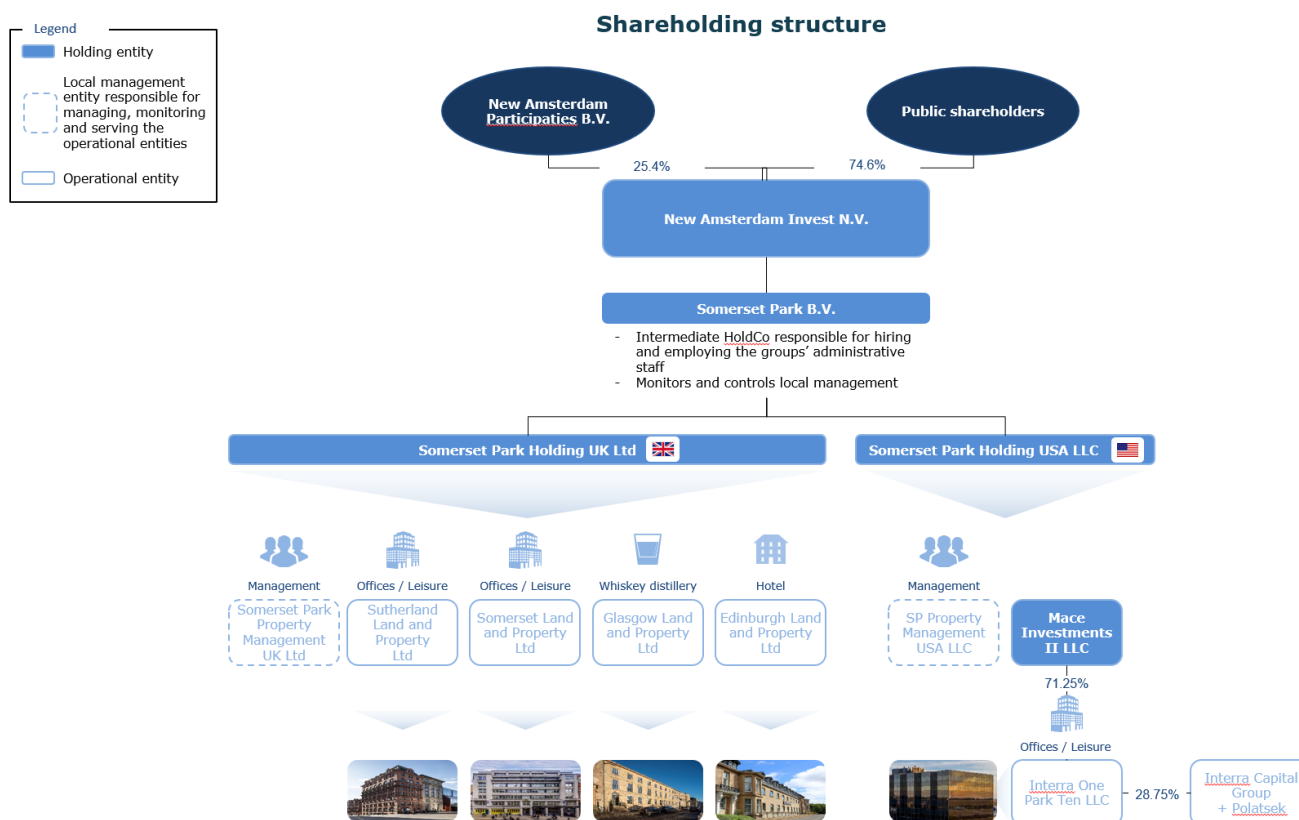 Shareholding structure
Legend
Holding entity
Local management
entity responsible for
managing, monitoring
and serving the
operational entities
Operational entity
New Amsterdam
Participaties B.V.
Public shareholders
25.4%
74.6%
New Amsterdam Invest N.V.
Somerset Park B.V.
- Intermediate HoldCo responsible for hiring
and employing the groups’ administrative
staff
- Monitors and controls local management
Somerset Park Holding UK Ltd
Somerset Park Holding USA LLC
Management
Somerset Park
Property
Management
UK Ltd
Offices / Leisure
Sutherland
Land and
Property
Ltd
Offices / Leisure
Somerset Land
and Property
Ltd
Whiskey distillery
Glasgow Land
and Property
Ltd
Hotel
Edinburgh Land
and Property
Ltd
Management
SP Property
Management
USA LLC
Mace
Investments
II LLC
71.25%
Offices / Leisure
Interra One
Park Ten LLC
28.75%
Interra Capital
Group
+ Polatsek